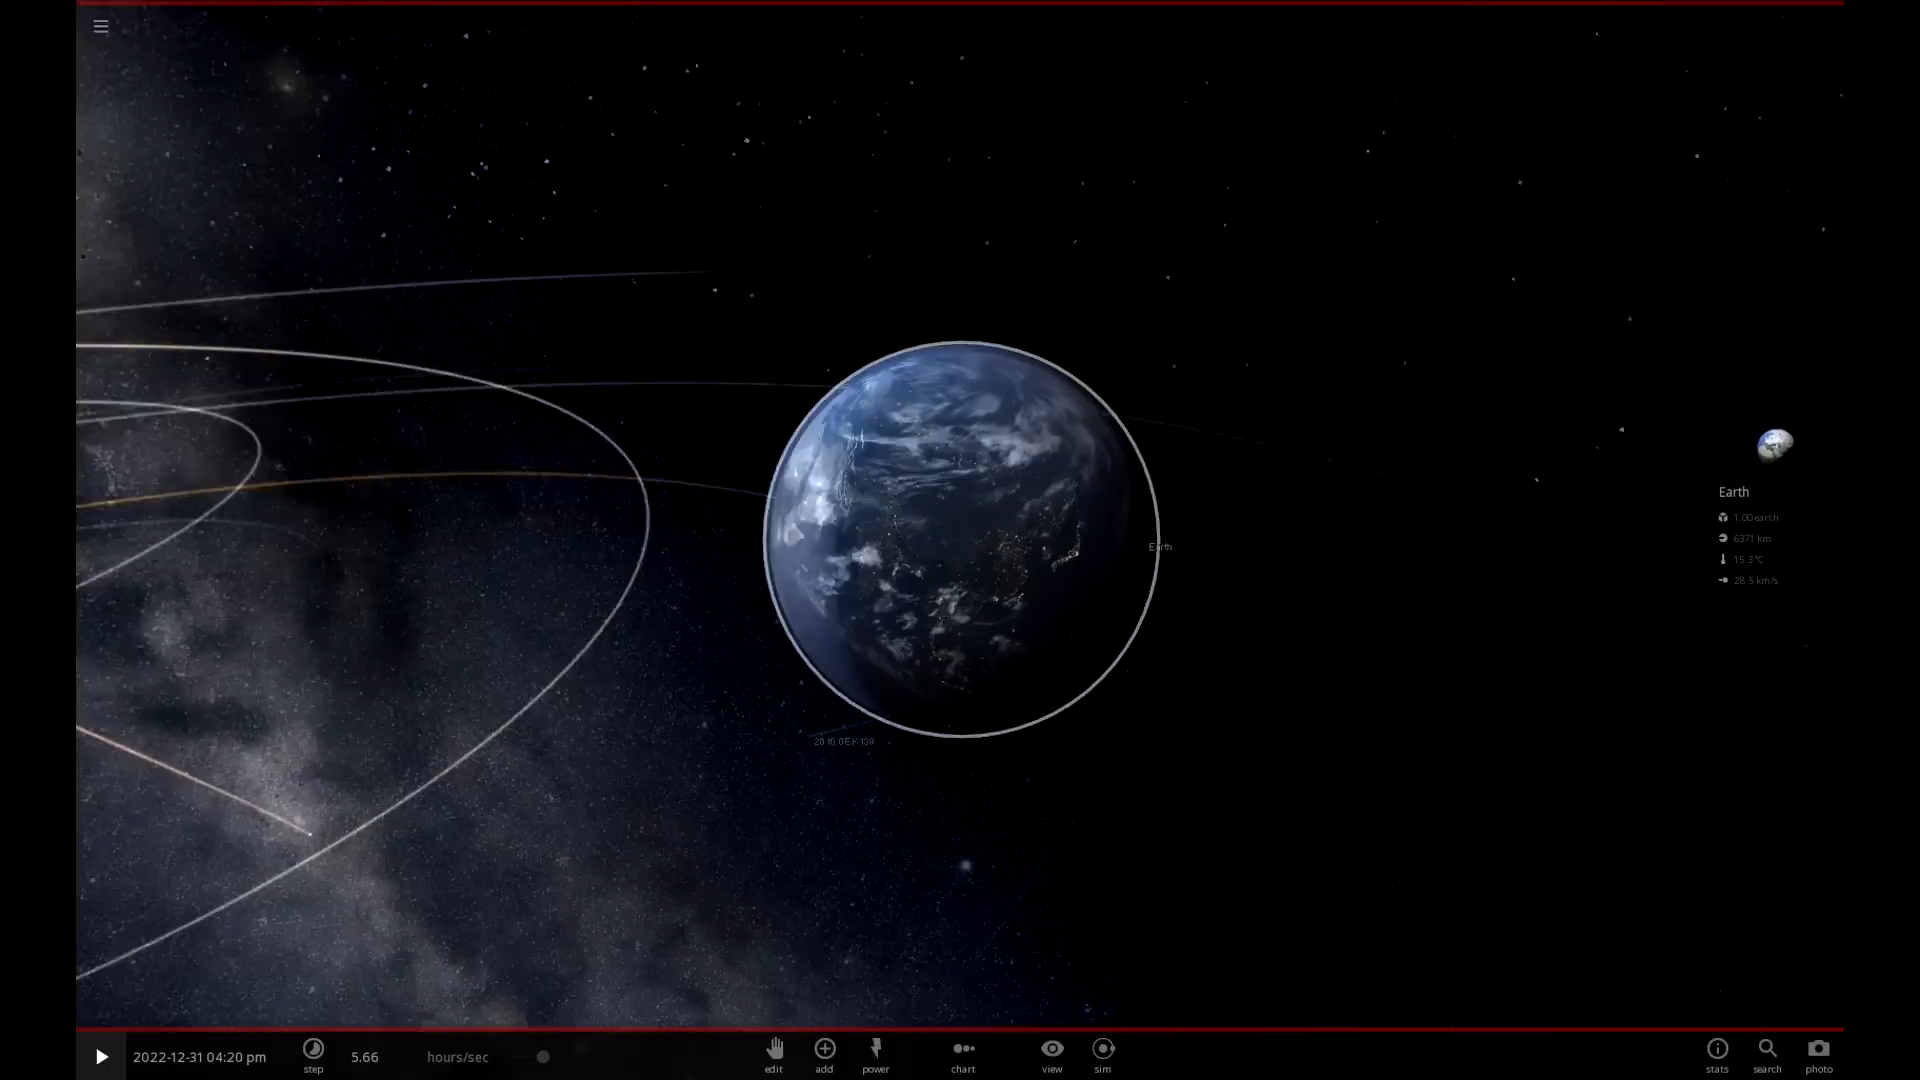 Earth
1.00 earth
6371 km
15.3°C
28.5 km/s
Earth
2022-12-31 04:20 pm
step
5.66
hours/sec
edit
add
power
chart
view
sim
stats
search
photo